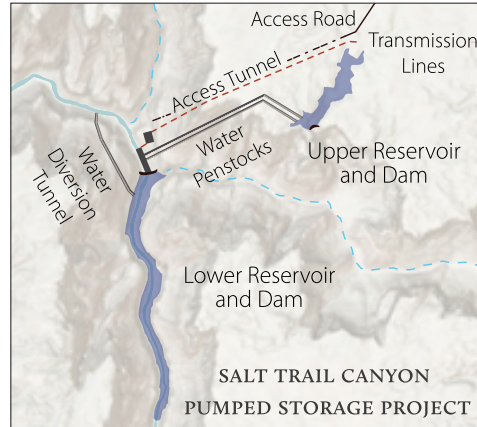 Access Road
Transmission
Lines
Access Tunnel
Water
Penstocks
Upper Reservoir
and Dam
Water
Diversion
Tunnel
Lower Reservoir
and Dam
SALT TRAIL CANYON
PUMPED STORAGE PROJECT